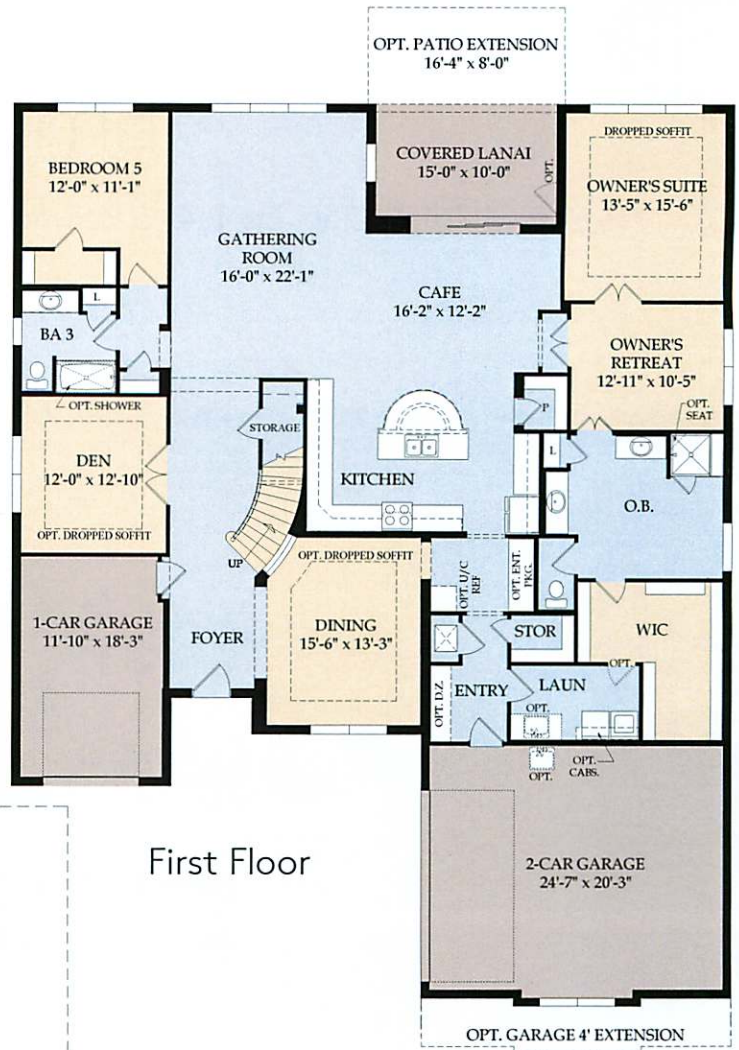 OPT. PATIO EXTENSION
16'-4" x 8'-0"
BEDROOM 5
12'-0" x 11'-1"
COVERED LANAI
15'-0" x 10'-0"
OPT.
DROPPED SOFFIT
OWNER'S SUITE
13'-5" x 15'-6"
GATHERING
ROOM
16'-0" x 22'-1"
CAFE
16'-2" x 12'-2"
L
BA 3
OPT. SHOWER
OWNER'S
RETREAT
12'-11" x 10'-5"
OPT.
SEAT
P
STORAGE
DEN
12'-0" x 12'-10"
OPT. DROPPED SOFFIT
KITCHEN
L
O.B.
UP
OPT. DROPPED SOFFIT
DINING
15'-6" x 13'-3"
OPT. U/C
REF
OPT. ENT.
PKG.
1-CAR GARAGE
11'-10" x 18'-3"
FOYER
STOR
WIC
OPT.
ENTRY
OPT. D.Z.
LAUN
OPT.
OPT.
OPT.
CABS.
First Floor
2-CAR GARAGE
24'-7" x 20'-3"
OPT. GARAGE 4' EXTENSION